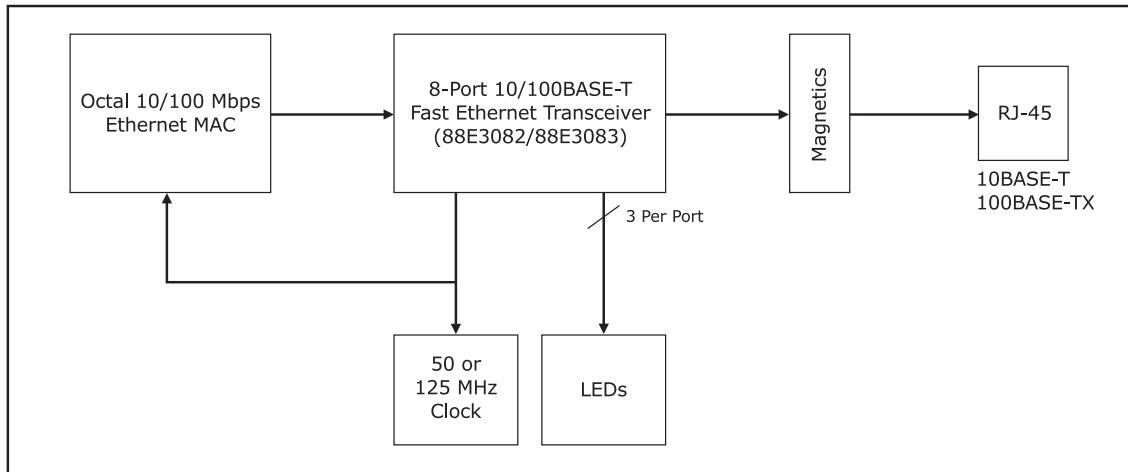 Octal 10/100 Mbps
Ethernet MAC
8-Port 10/100BASE-T
Fast Ethernet Transceiver
(88E3082/88E3083)
Magnetics
RJ-45
10BASE-T
100BASE-TX
3 Per Port
50 or
125 MHz
Clock
LEDs